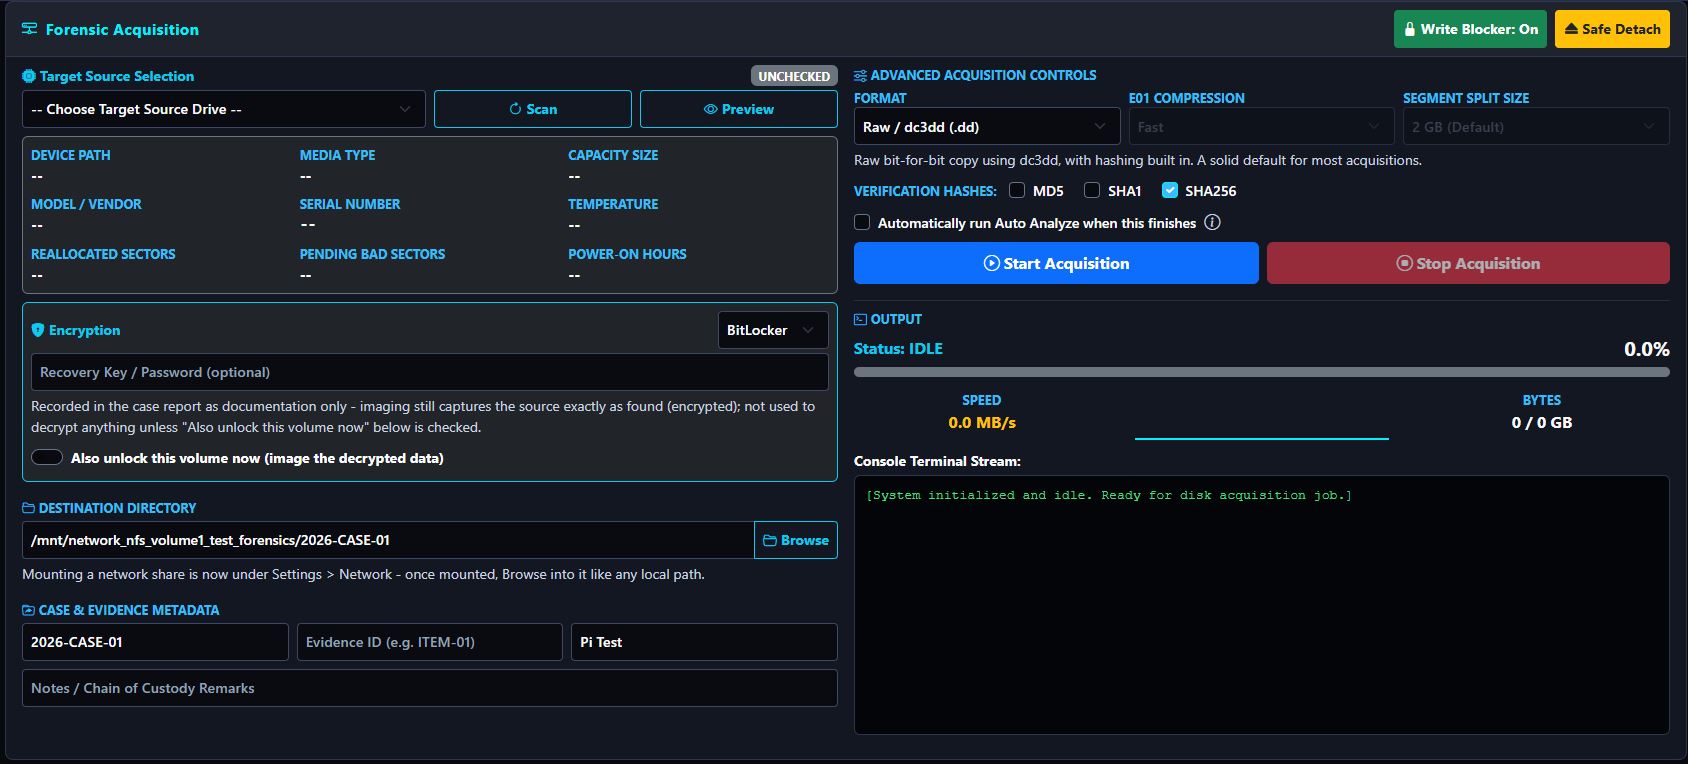 Forensic Acquisition
Write Blocker: On
Safe Detach
Target Source Selection
UNCHECKED
-- Choose Target Source Drive --
Scan
Preview
DEVICE PATH
MEDIA TYPE
CAPACITY SIZE
--
--
--
MODEL / VENDOR
SERIAL NUMBER
TEMPERATURE
--
--
--
REALLOCATED SECTORS
PENDING BAD SECTORS
POWER-ON HOURS
--
--
--
Encryption
BitLocker
Recovery Key / Password (optional)
Recorded in the case report as documentation only - imaging still captures the source exactly as found (encrypted); not used to
decrypt anything unless "Also unlock this volume now" below is checked.
Also unlock this volume now (image the decrypted data)
DESTINATION DIRECTORY
/mnt/network_nfs_volume1_test_forensics/2026-CASE-01
Browse
Mounting a network share is now under Settings > Network - once mounted, Browse into it like any local path.
CASE & EVIDENCE METADATA
2026-CASE-01
Evidence ID (e.g. ITEM-01)
Pi Test
Notes / Chain of Custody Remarks
ADVANCED ACQUISITION CONTROLS
FORMAT
E01 COMPRESSION
SEGMENT SPLIT SIZE
Raw / dc3dd (.dd)
Fast
2 GB (Default)
Raw bit-for-bit copy using dc3dd, with hashing built in. A solid default for most acquisitions.
VERIFICATION HASHES:
MD5
SHA1
SHA256
Automatically run Auto Analyze when this finishes
Start Acquisition
Stop Acquisition
OUTPUT
Status: IDLE
0.0%
SPEED
BYTES
0.0 MB/s
0 / 0 GB
Console Terminal Stream:
[System initialized and idle. Ready for disk acquisition job.]